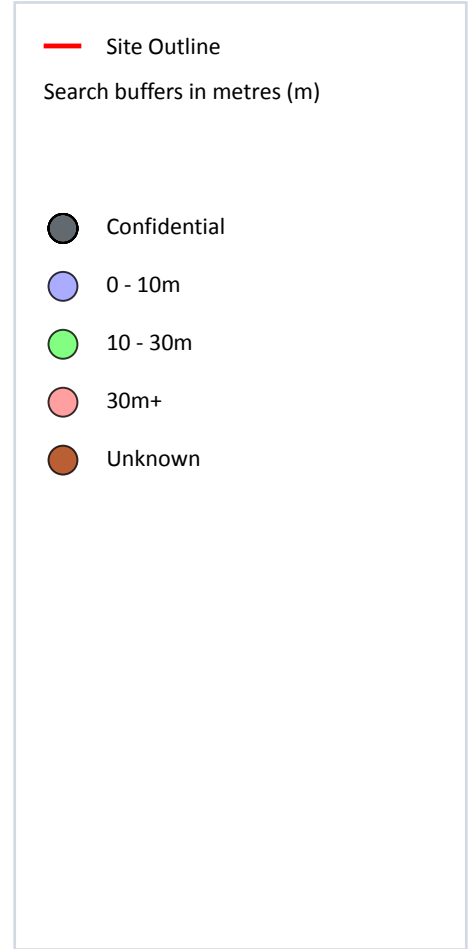 Site Outline
Search buffers in metres (m)
Confidential
0 - 10m
10 - 30m
30m+
Unknown